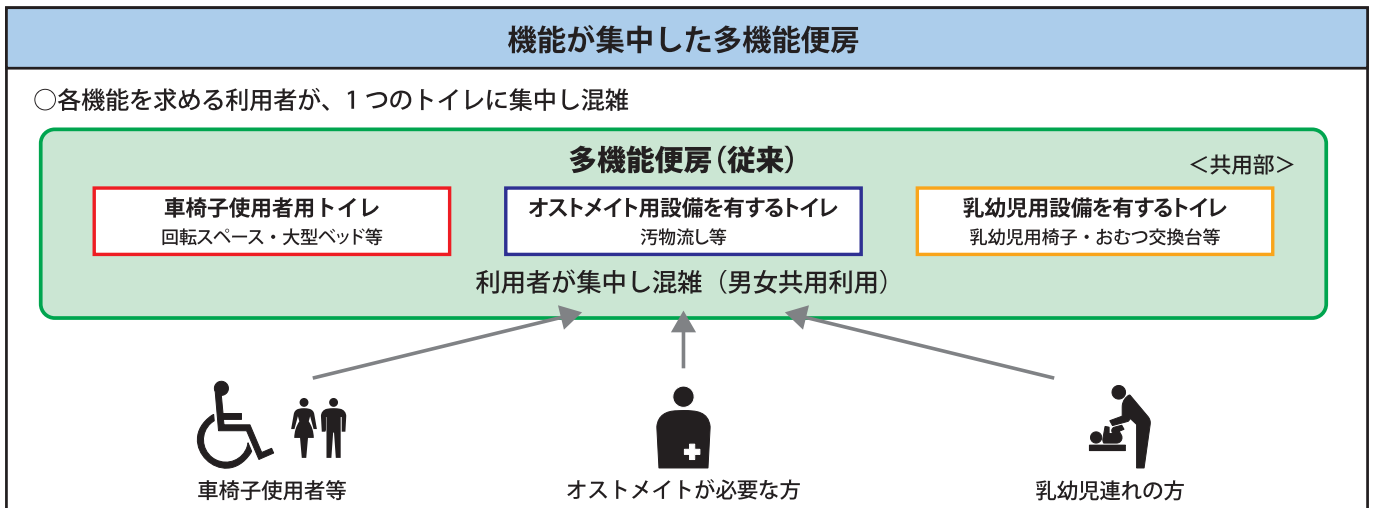 機能が集中した多機能便房
○各機能を求める利用者が、1つのトイレに集中し混雑
多機能便房（従来）
＜共用部＞
車椅子使用者用トイレ
回転スペース・大型ベッド等
オストメイト用設備を有するトイレ
汚物流し等
乳幼児用設備を有するトイレ
乳幼児用椅子・おむつ交換台等
利用者が集中し混雑（男女共用利用）
車椅子使用者等
オストメイトが必要な方
乳幼児連れの方